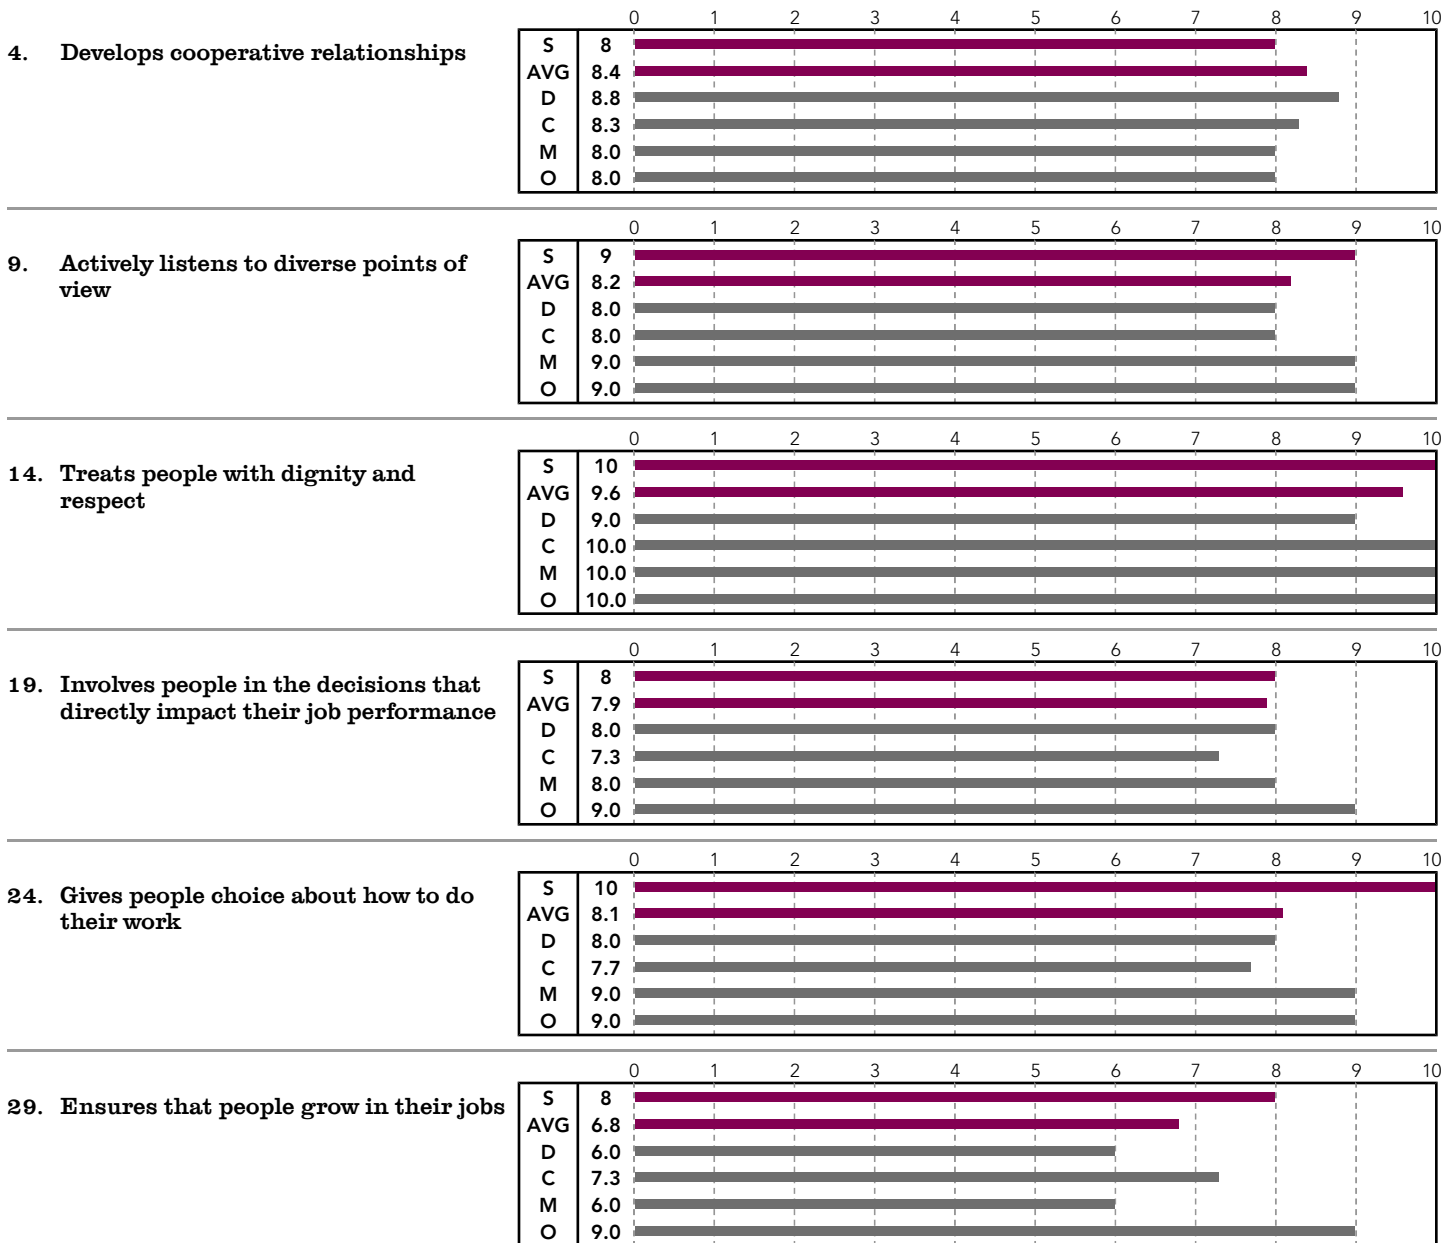 0 1 2 3 4 5 6 7 8 9 10
4. Develops cooperative relationships
S 8
AVG 8.4
D 8.8
C 8.3
M 8.0
O 8.0
0 1 2 3 4 5 6 7 8 9 10
9. Actively listens to diverse points of
view
S 9
AVG 8.2
D 8.0
C 8.0
M 9.0
O 9.0
0 1 2 3 4 5 6 7 8 9 10
14. Treats people with dignity and
respect
S 10
AVG 9.6
D 9.0
C 10.0
M 10.0
O 10.0
0 1 2 3 4 5 6 7 8 9 10
19. Involves people in the decisions that
directly impact their job performance
S 8
AVG 7.9
D 8.0
C 7.3
M 8.0
O 9.0
0 1 2 3 4 5 6 7 8 9 10
24. Gives people choice about how to do
their work
S 10
AVG 8.1
D 8.0
C 7.7
M 9.0
O 9.0
0 1 2 3 4 5 6 7 8 9 10
29. Ensures that people grow in their jobs
S 8
AVG 6.8
D 6.0
C 7.3
M 6.0
O 9.0